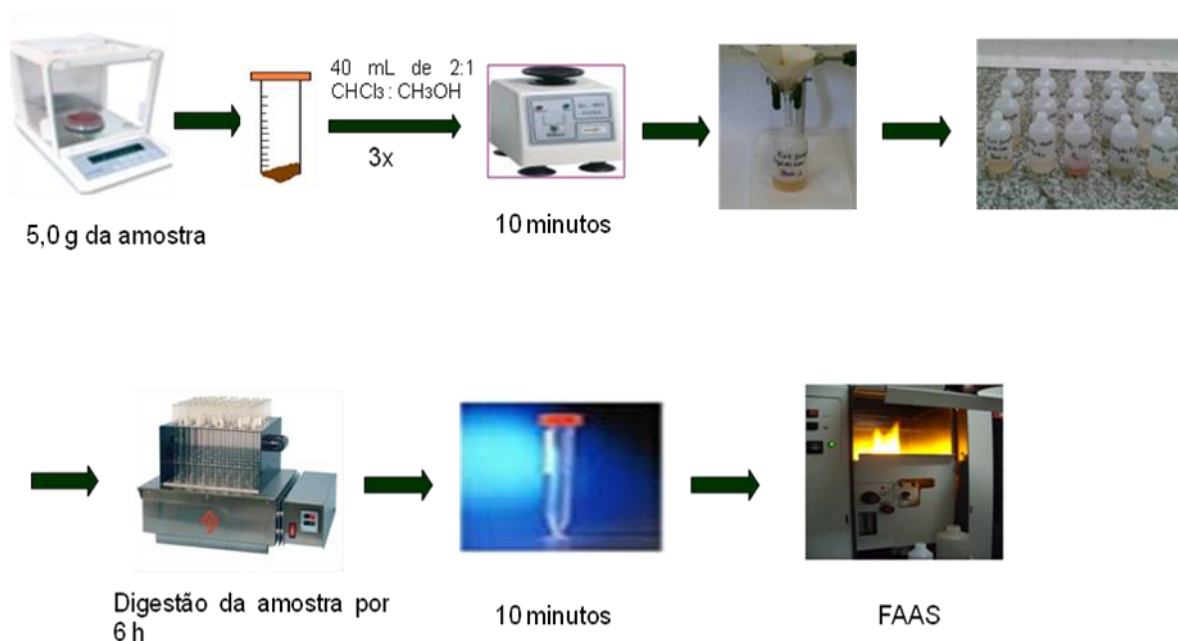 40 mL de 2:1
CHCl₃ : CH₃OH
3x
5,0 g da amostra
10 minutos
Digestão da amostra por
6 h
10 minutos
FAAS